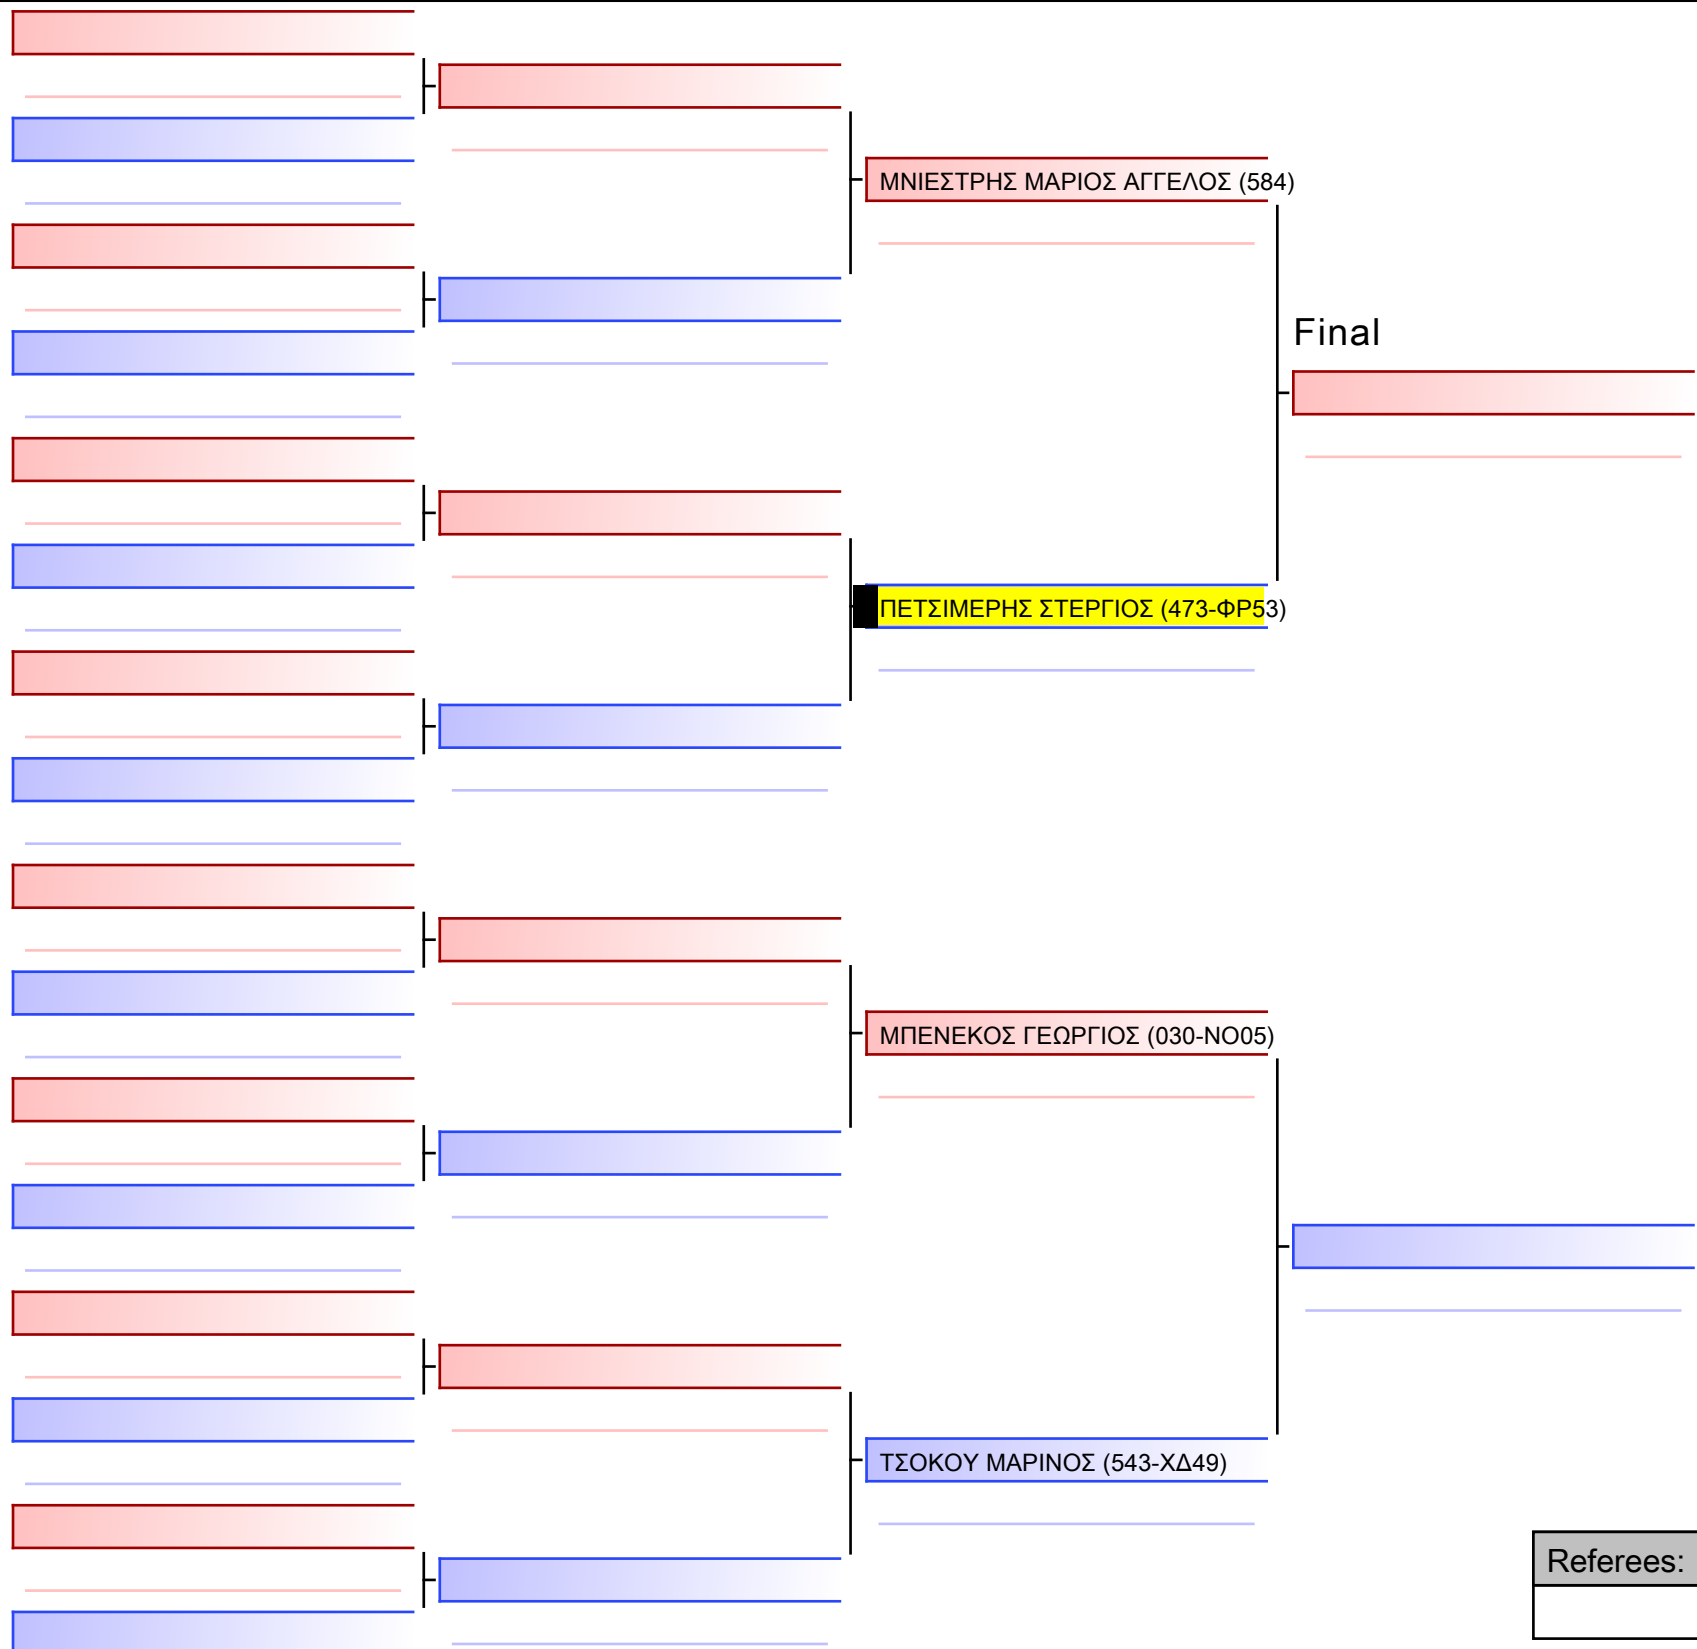 ΜΝΙΕΣΤΡΗΣ ΜΑΡΙΟΣ ΑΓΓΕΛΟΣ (584)
Final
ΠΕΤΣΙΜΕΡΗΣ ΣΤΕΡΓΙΟΣ (473-ΦΡ53)
ΜΠΕΝΕΚΟΣ ΓΕΩΡΓΙΟΣ (030-ΝΟ05)
ΤΣΟΚΟΥ ΜΑΡΙΝΟΣ (543-ΧΔ49)
Referees: